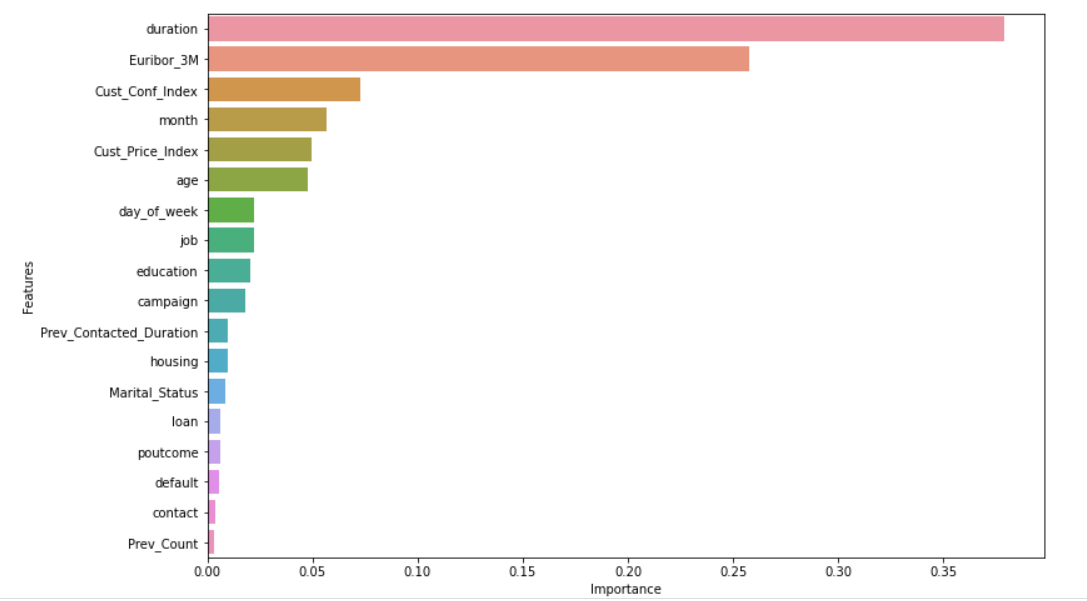 duration
Euribor_3M
Cust_Conf_Index
month
Cust_Price_Index
age
day_of_week
job
education
campaign
Prev_Contacted_Duration
housing
Marital_Status
loan
poutcome
default
contact
Prev_Count
Features
0.00 0.05 0.10 0.15 0.20 0.25 0.30 0.35
Importance